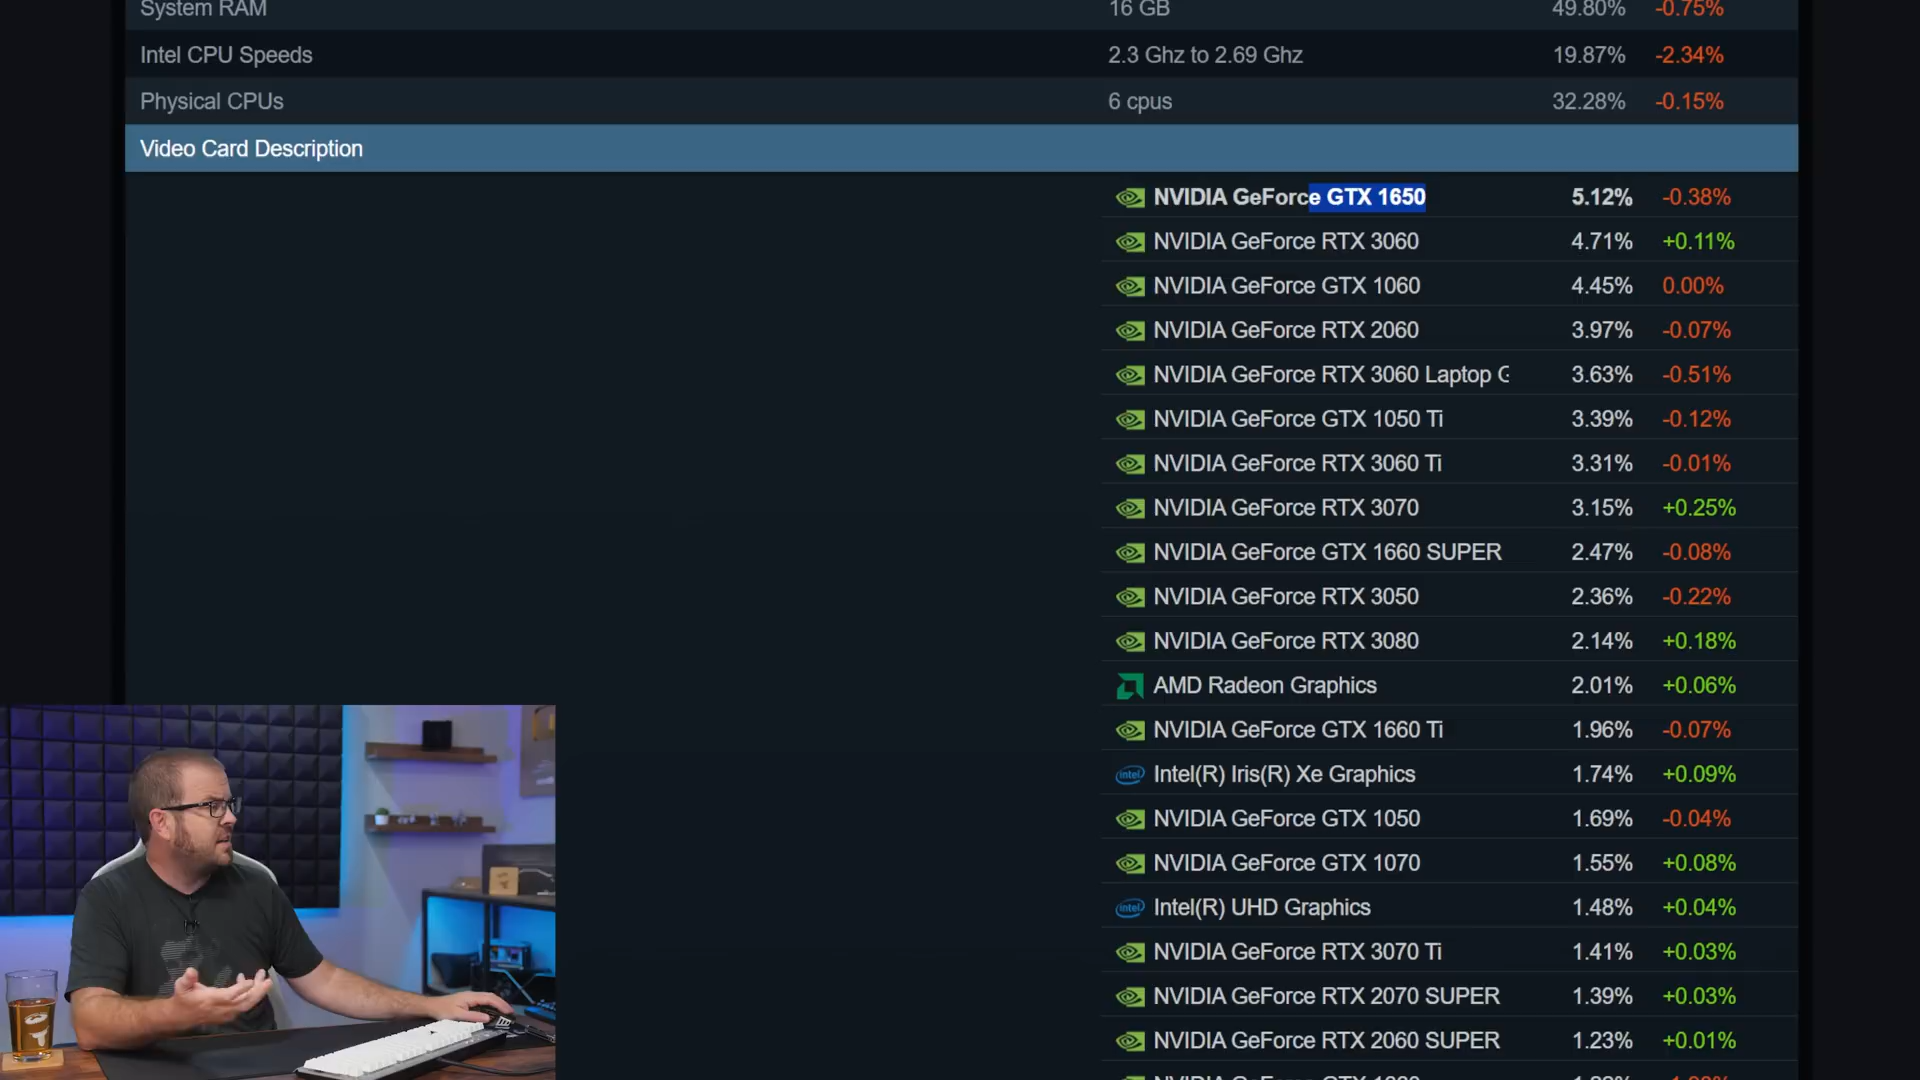 System RAM 16 GB 49.80% -0.75%
Intel CPU Speeds 2.3 Ghz to 2.69 Ghz 19.87% -2.34%
Physical CPUs 6 cpus 32.28% -0.15%
Video Card Description
NVIDIA GeForce GTX 1650 5.12% -0.38%
NVIDIA GeForce RTX 3060 4.71% +0.11%
NVIDIA GeForce GTX 1060 4.45% 0.00%
NVIDIA GeForce RTX 2060 3.97% -0.07%
NVIDIA GeForce RTX 3060 Laptop G 3.63% -0.51%
NVIDIA GeForce GTX 1050 Ti 3.39% -0.12%
NVIDIA GeForce RTX 3060 Ti 3.31% -0.01%
NVIDIA GeForce RTX 3070 3.15% +0.25%
NVIDIA GeForce GTX 1660 SUPER 2.47% -0.08%
NVIDIA GeForce RTX 3050 2.36% -0.22%
NVIDIA GeForce RTX 3080 2.14% +0.18%
AMD Radeon Graphics 2.01% +0.06%
NVIDIA GeForce GTX 1660 Ti 1.96% -0.07%
intel Intel(R) Iris(R) Xe Graphics 1.74% +0.09%
NVIDIA GeForce GTX 1050 1.69% -0.04%
NVIDIA GeForce GTX 1070 1.55% +0.08%
intel Intel(R) UHD Graphics 1.48% +0.04%
NVIDIA GeForce RTX 3070 Ti 1.41% +0.03%
NVIDIA GeForce RTX 2070 SUPER 1.39% +0.03%
NVIDIA GeForce RTX 2060 SUPER 1.23% +0.01%